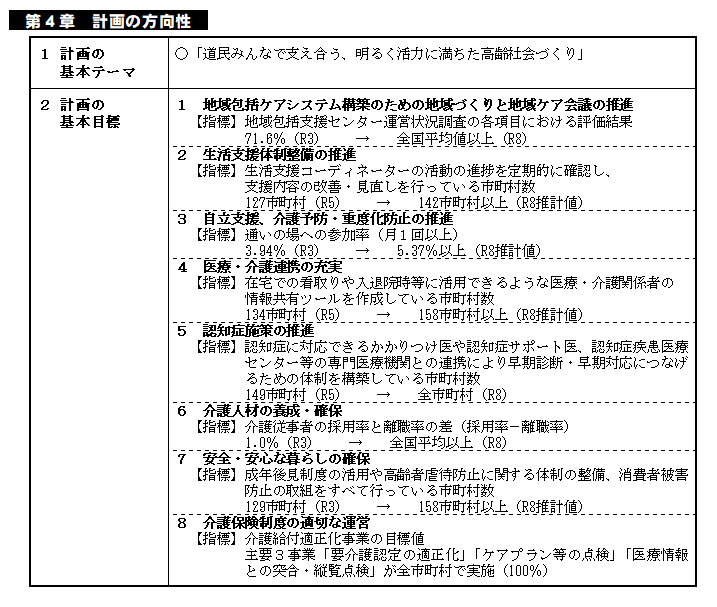 第４章　計画の方向性
１　計画の
基本テーマ
○「道民みんなで支え合う、明るく活力に満ちた高齢社会づくり」
２　計画の
基本目標
１　地域包括ケアシステム構築のための地域づくりと地域ケア会議の推進
【指標】地域包括支援センター運営状況調査の各項目における評価結果
71.6%（R3）　→　全国平均値以上（R8）
２　生活支援体制整備の推進
【指標】生活支援コーディネーターの活動の進捗を定期的に確認し、
支援内容の改善・見直しを行っている市町村数
127市町村（R5）　→　142市町村以上（R8推計値）
３　自立支援、介護予防・重度化防止の推進
【指標】通いの場への参加率（月１回以上）
3.94%（R3）　→　5.37%以上（R8推計値）
４　医療・介護連携の充実
【指標】在宅での看取りや入退院時等に活用できるような医療・介護関係者の
情報共有ツールを作成している市町村数
134市町村（R5）　→　158市町村以上（R8推計値）
５　認知症施策の推進
【指標】認知症に対応できるかかりつけ医や認知症サポート医、認知症疾患医療
センター等の専門医療機関との連携により早期診断・早期対応につなげ
るための体制を構築している市町村数
149市町村（R5）　→　全市町村（R8）
６　介護人材の養成・確保
【指標】介護従事者の採用率と離職率の差（採用率－離職率）
1.0%（R3）　→　全国平均以上（R8）
７　安全・安心な暮らしの確保
【指標】成年後見制度の活用や高齢者虐待防止に関する体制の整備、消費者被害
防止の取組をすべて行っている市町村数
129市町村（R3）　→　158市町村以上（R8推計値）
８　介護保険制度の適切な運営
【指標】介護給付適正化事業の目標値
主要３事業「要介護認定の適正化」「ケアプラン等の点検」「医療情報
との突合・縦覧点検」が全市町村で実施（100%）